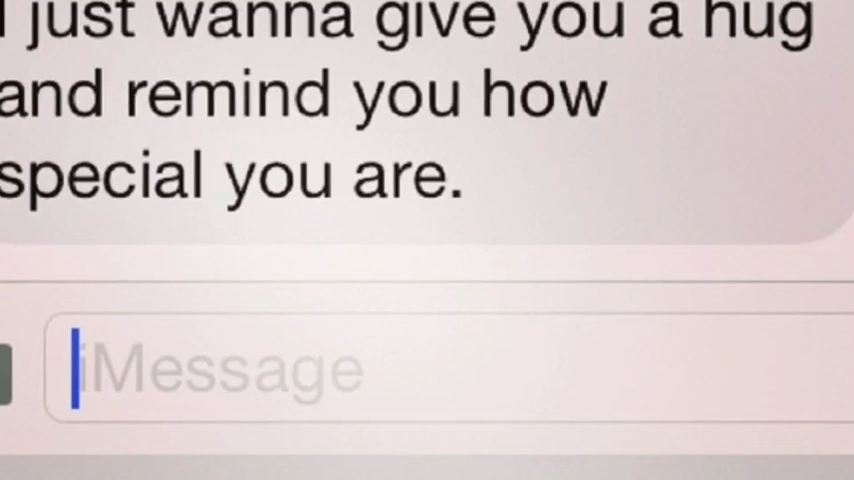 I just wanna give you a hug
and remind you how
special you are.
iMessage